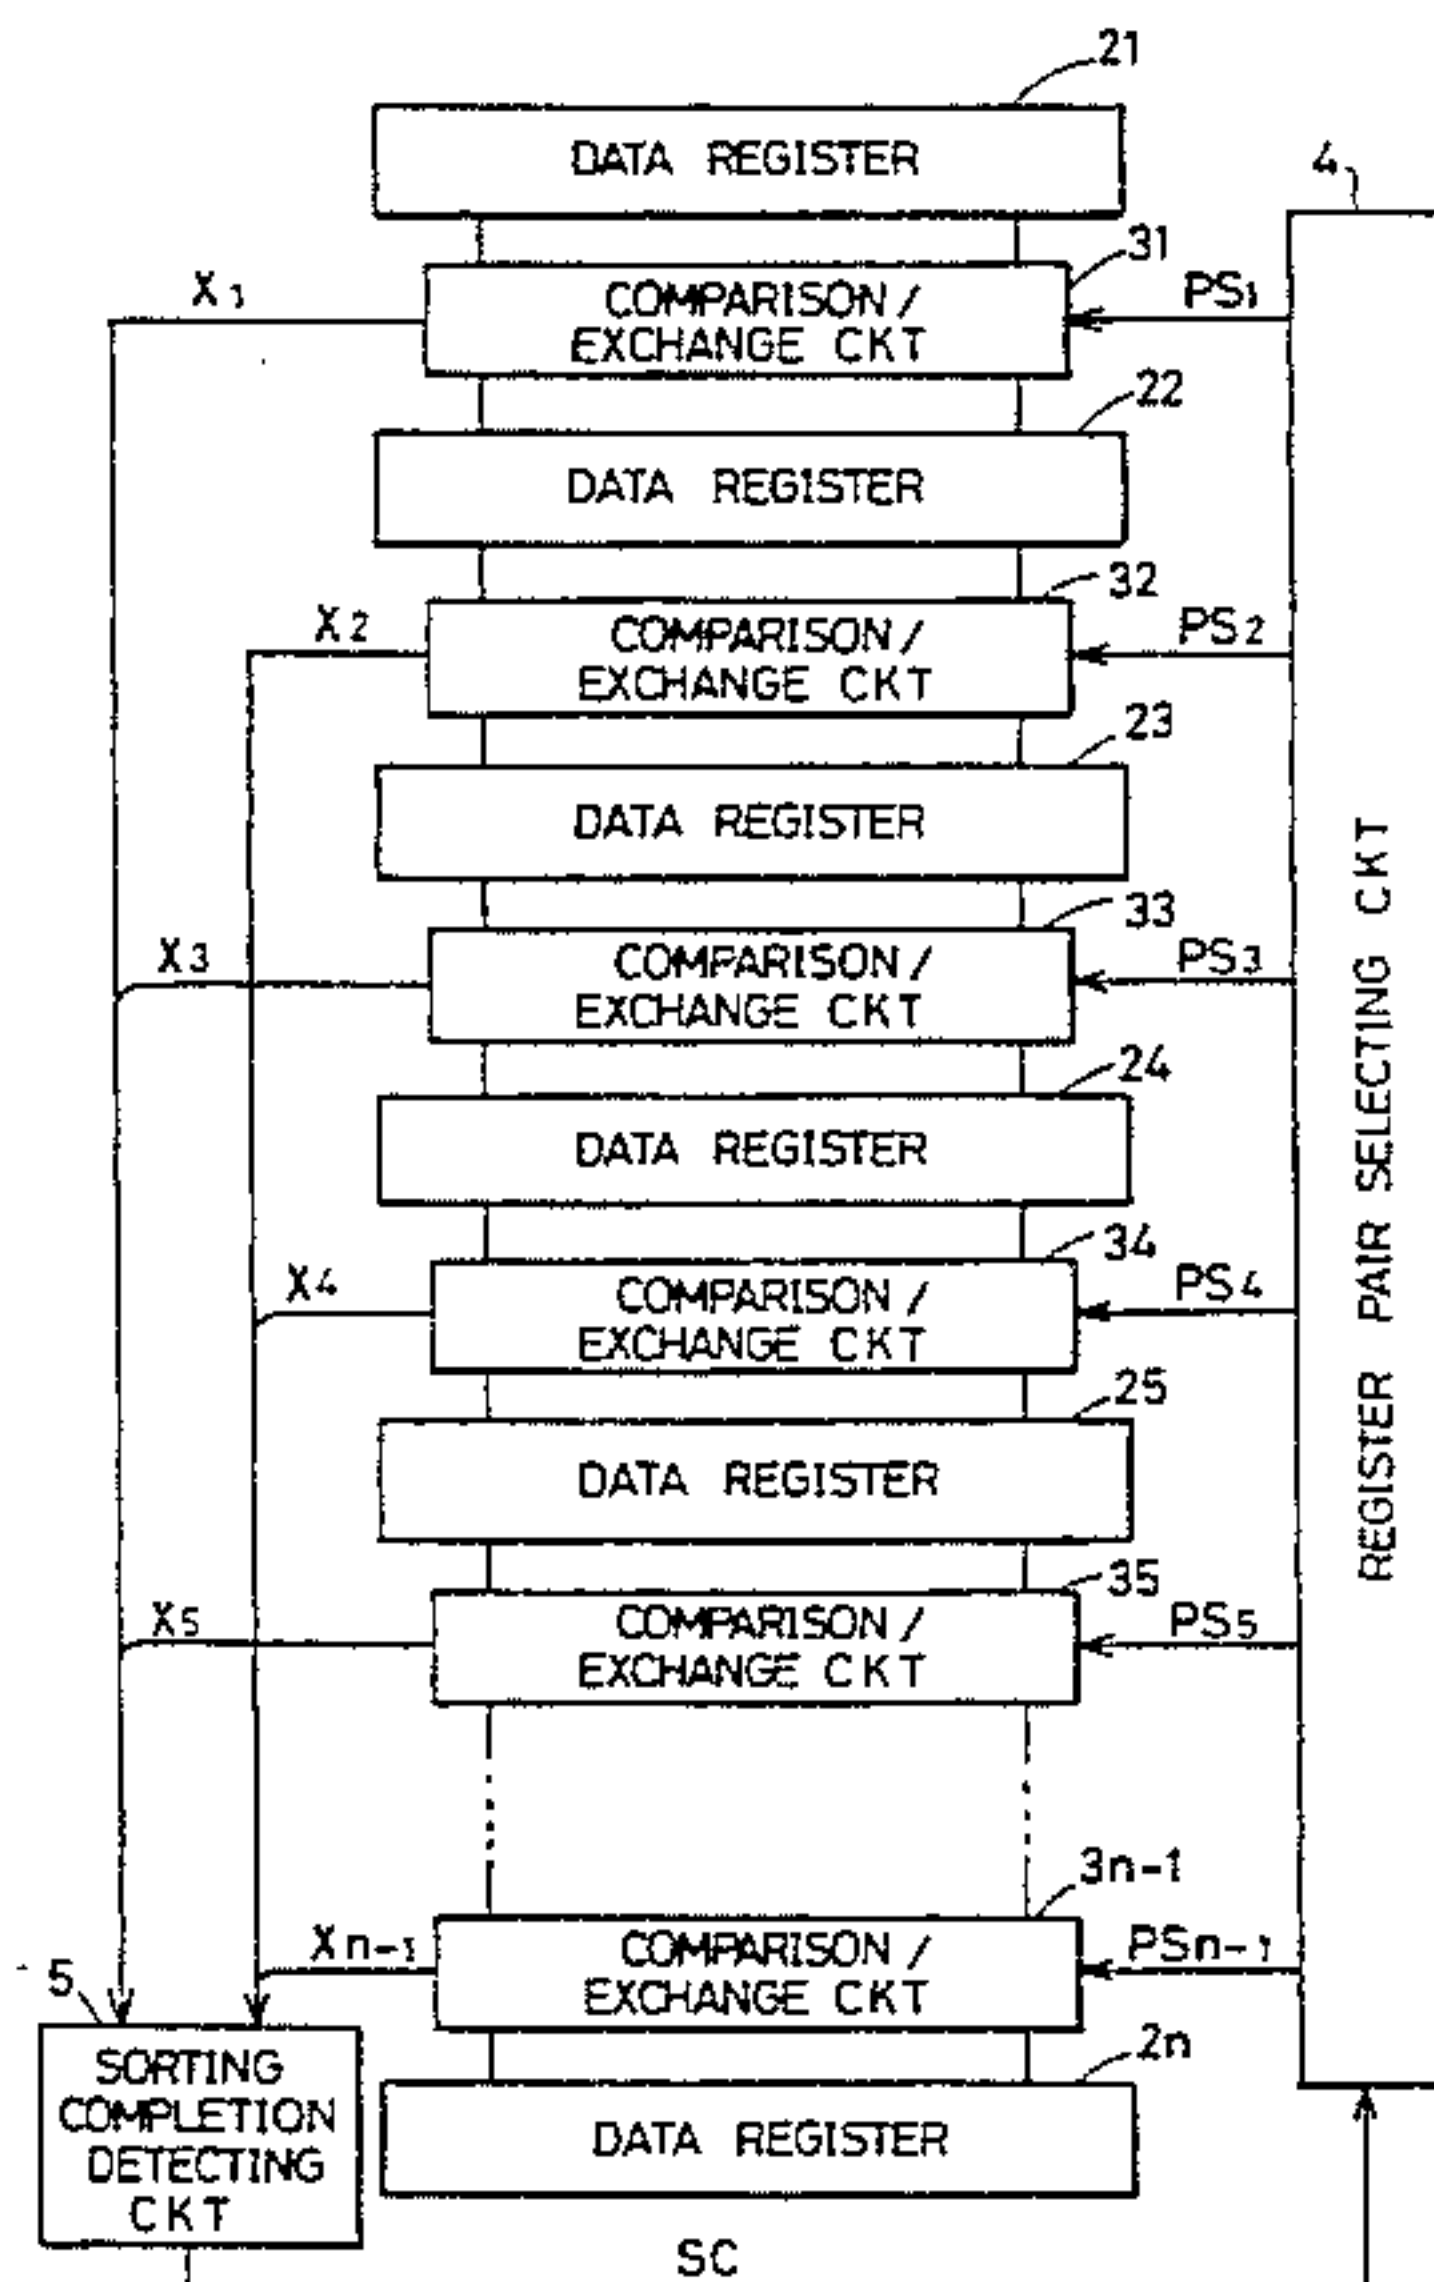 21
DATA REGISTER
4
31
X1
COMPARISON /
EXCHANGE CKT
PS1
22
DATA REGISTER
32
X2
COMPARISON /
EXCHANGE CKT
PS2
23
DATA REGISTER
33
X3
COMPARISON /
EXCHANGE CKT
PS3
24
DATA REGISTER
34
X4
COMPARISON /
EXCHANGE CKT
PS4
25
DATA REGISTER
35
X5
COMPARISON /
EXCHANGE CKT
PS5
REGISTER PAIR SELECTING CKT
3n-1
Xn-1
COMPARISON /
EXCHANGE CKT
PSn-1
5
SORTING
COMPLETION
DETECTING
CKT
2n
DATA REGISTER
SC